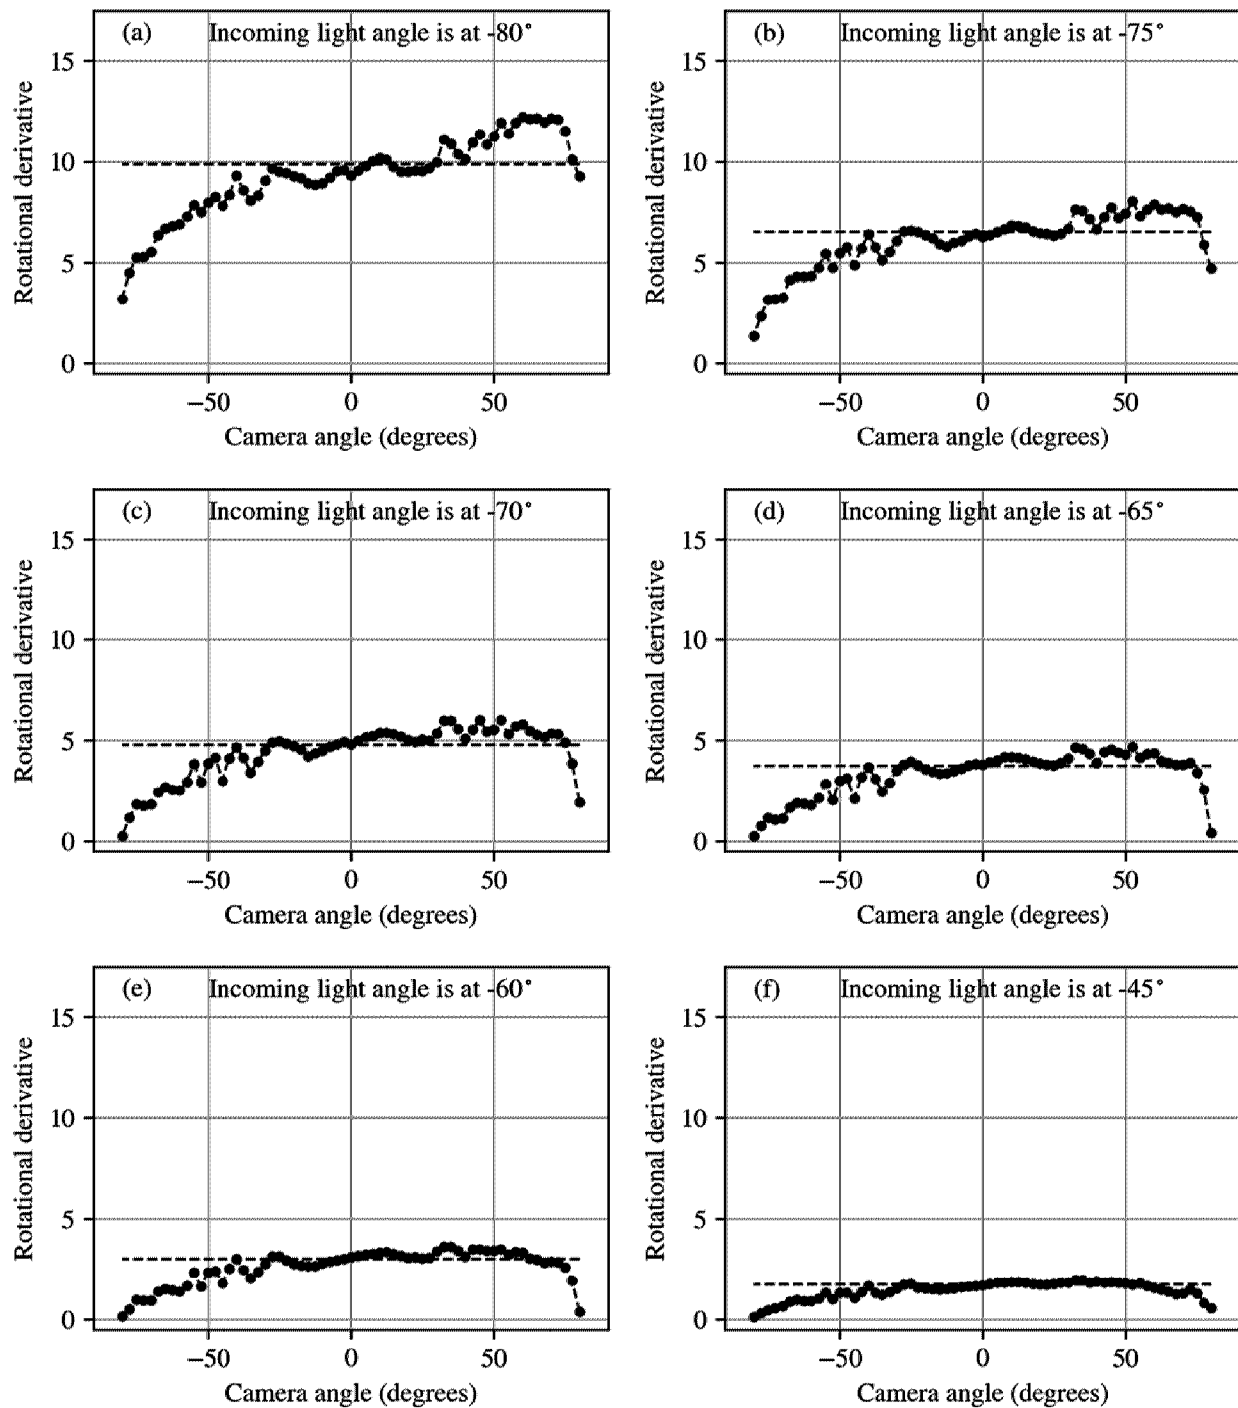 (a) Incoming light angle is at -80°
15
10
5
0
Rotational derivative
−50 0 50
Camera angle (degrees)
(b) Incoming light angle is at -75°
15
10
5
0
Rotational derivative
−50 0 50
Camera angle (degrees)
(c) Incoming light angle is at -70°
15
10
5
0
Rotational derivative
−50 0 50
Camera angle (degrees)
(d) Incoming light angle is at -65°
15
10
5
0
Rotational derivative
−50 0 50
Camera angle (degrees)
(e) Incoming light angle is at -60°
15
10
5
0
Rotational derivative
−50 0 50
Camera angle (degrees)
(f) Incoming light angle is at -45°
15
10
5
0
Rotational derivative
−50 0 50
Camera angle (degrees)